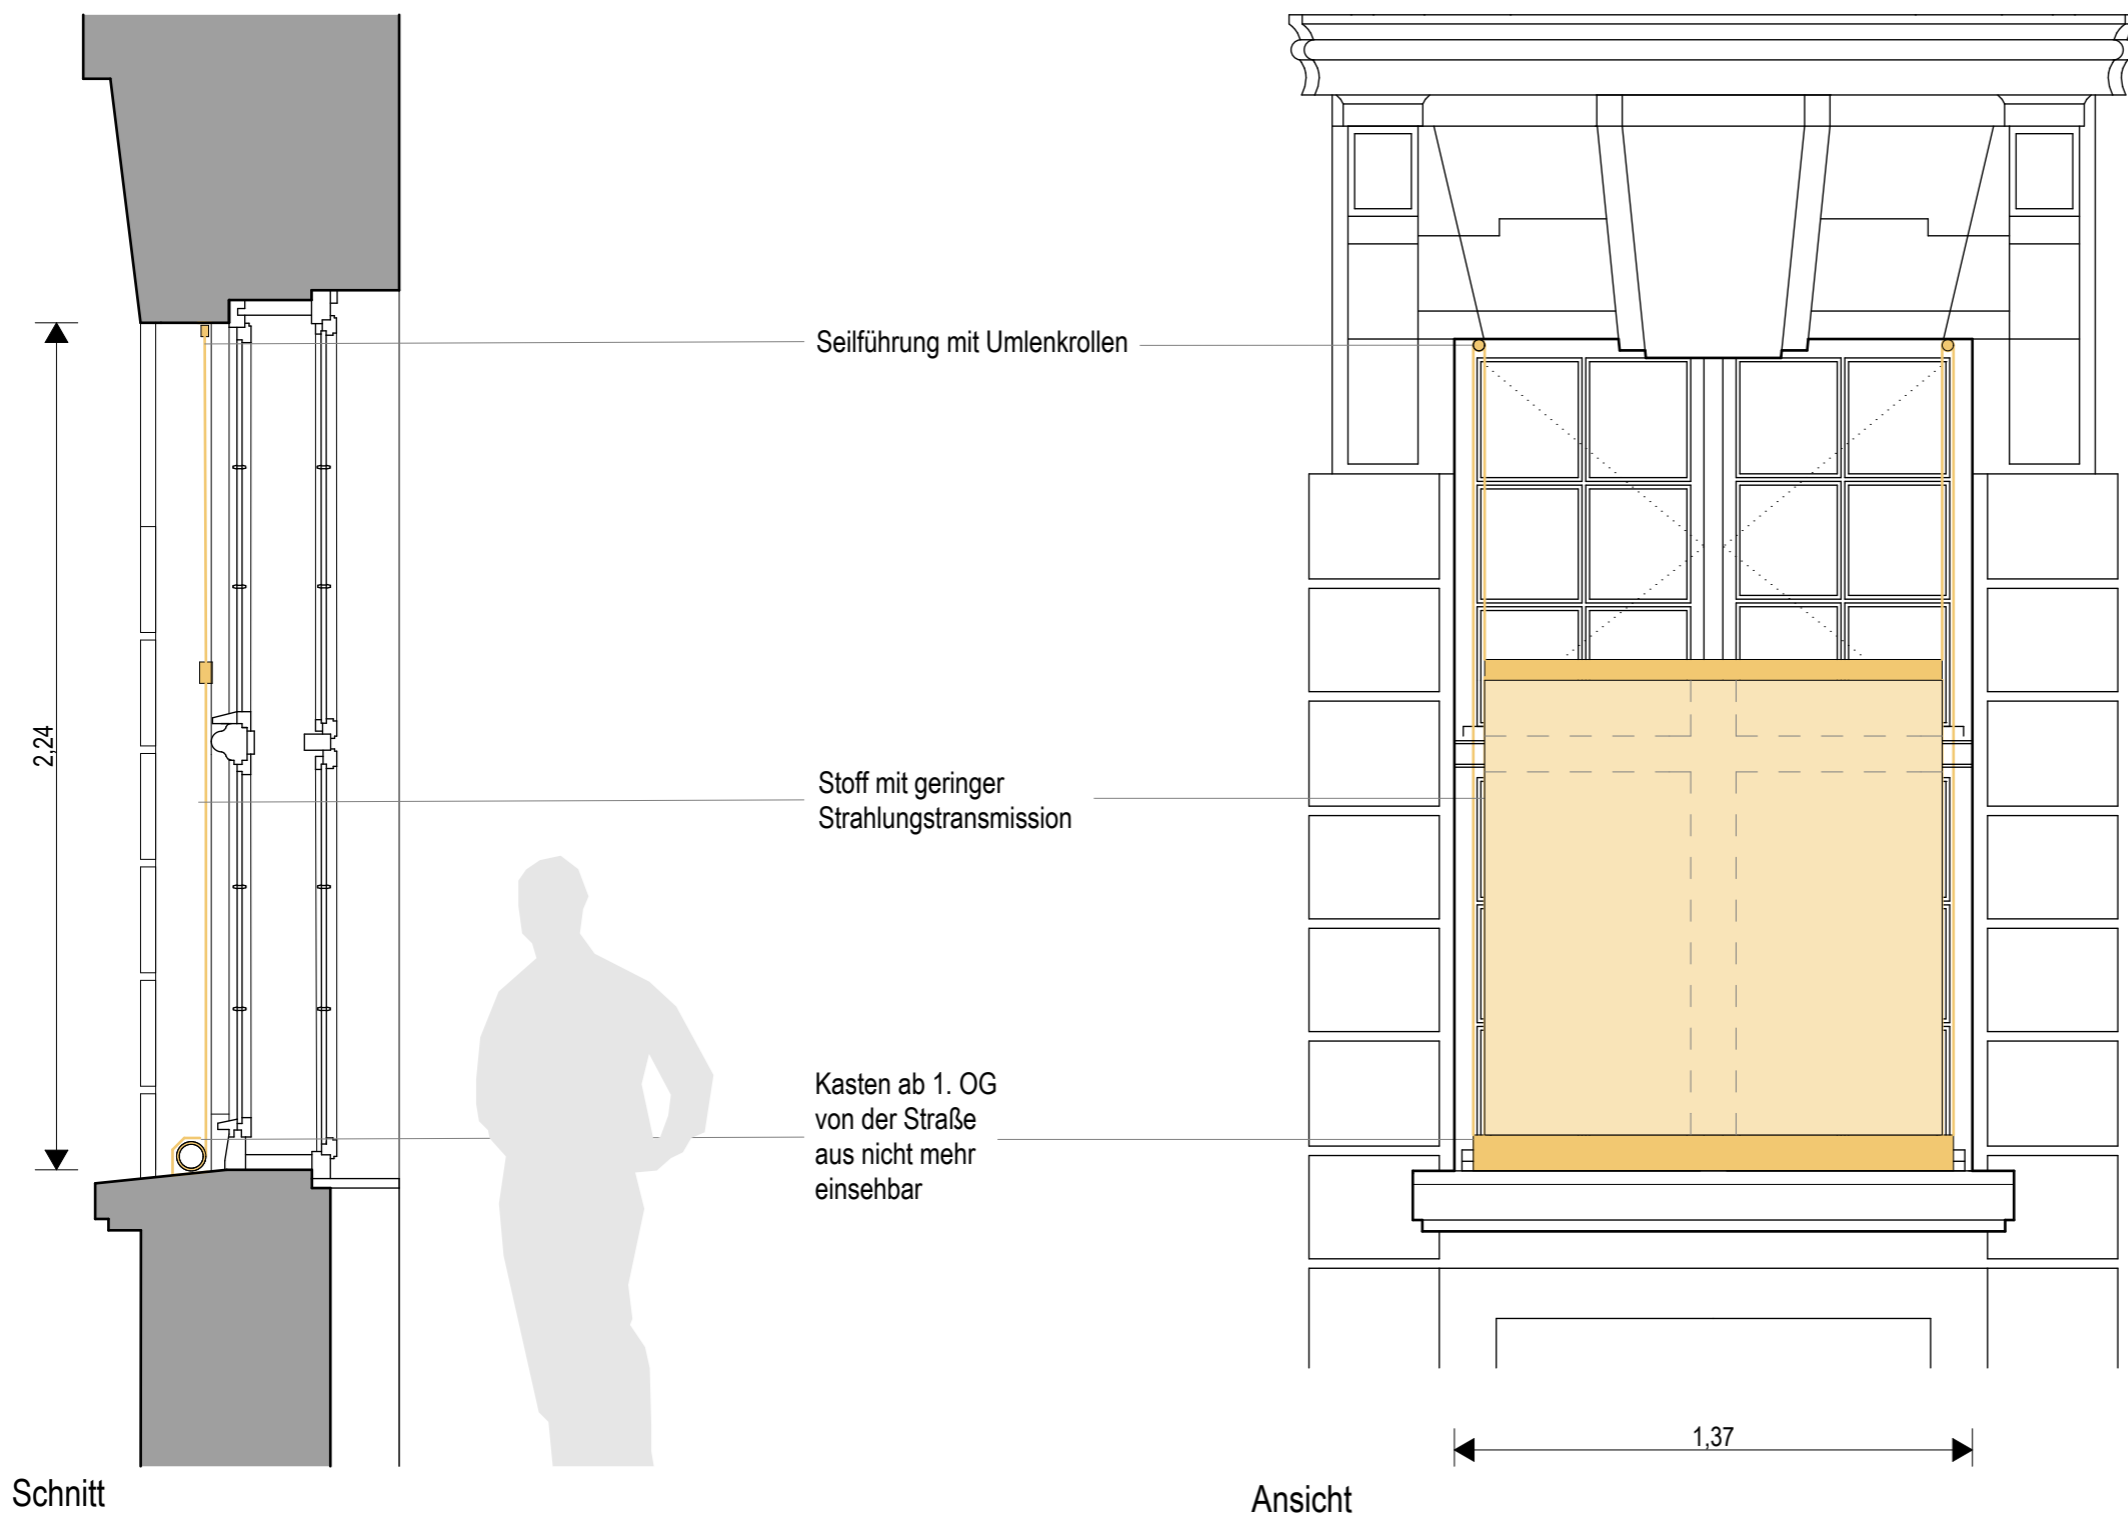 Seilführung mit Umlenkrollen
2,24
Stoff mit geringer
Strahlungstransmission
Kasten ab 1. OG
von der Straße
aus nicht mehr
einsehbar
1,37
Schnitt
Ansicht